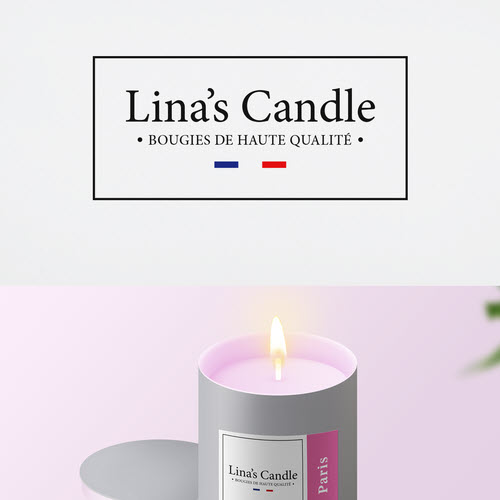 Lina’s Candle
• BOUGIES DE HAUTE QUALITÉ •
Lina’s Candle
• BOUGIES DE HAUTE QUALITÉ •
Paris